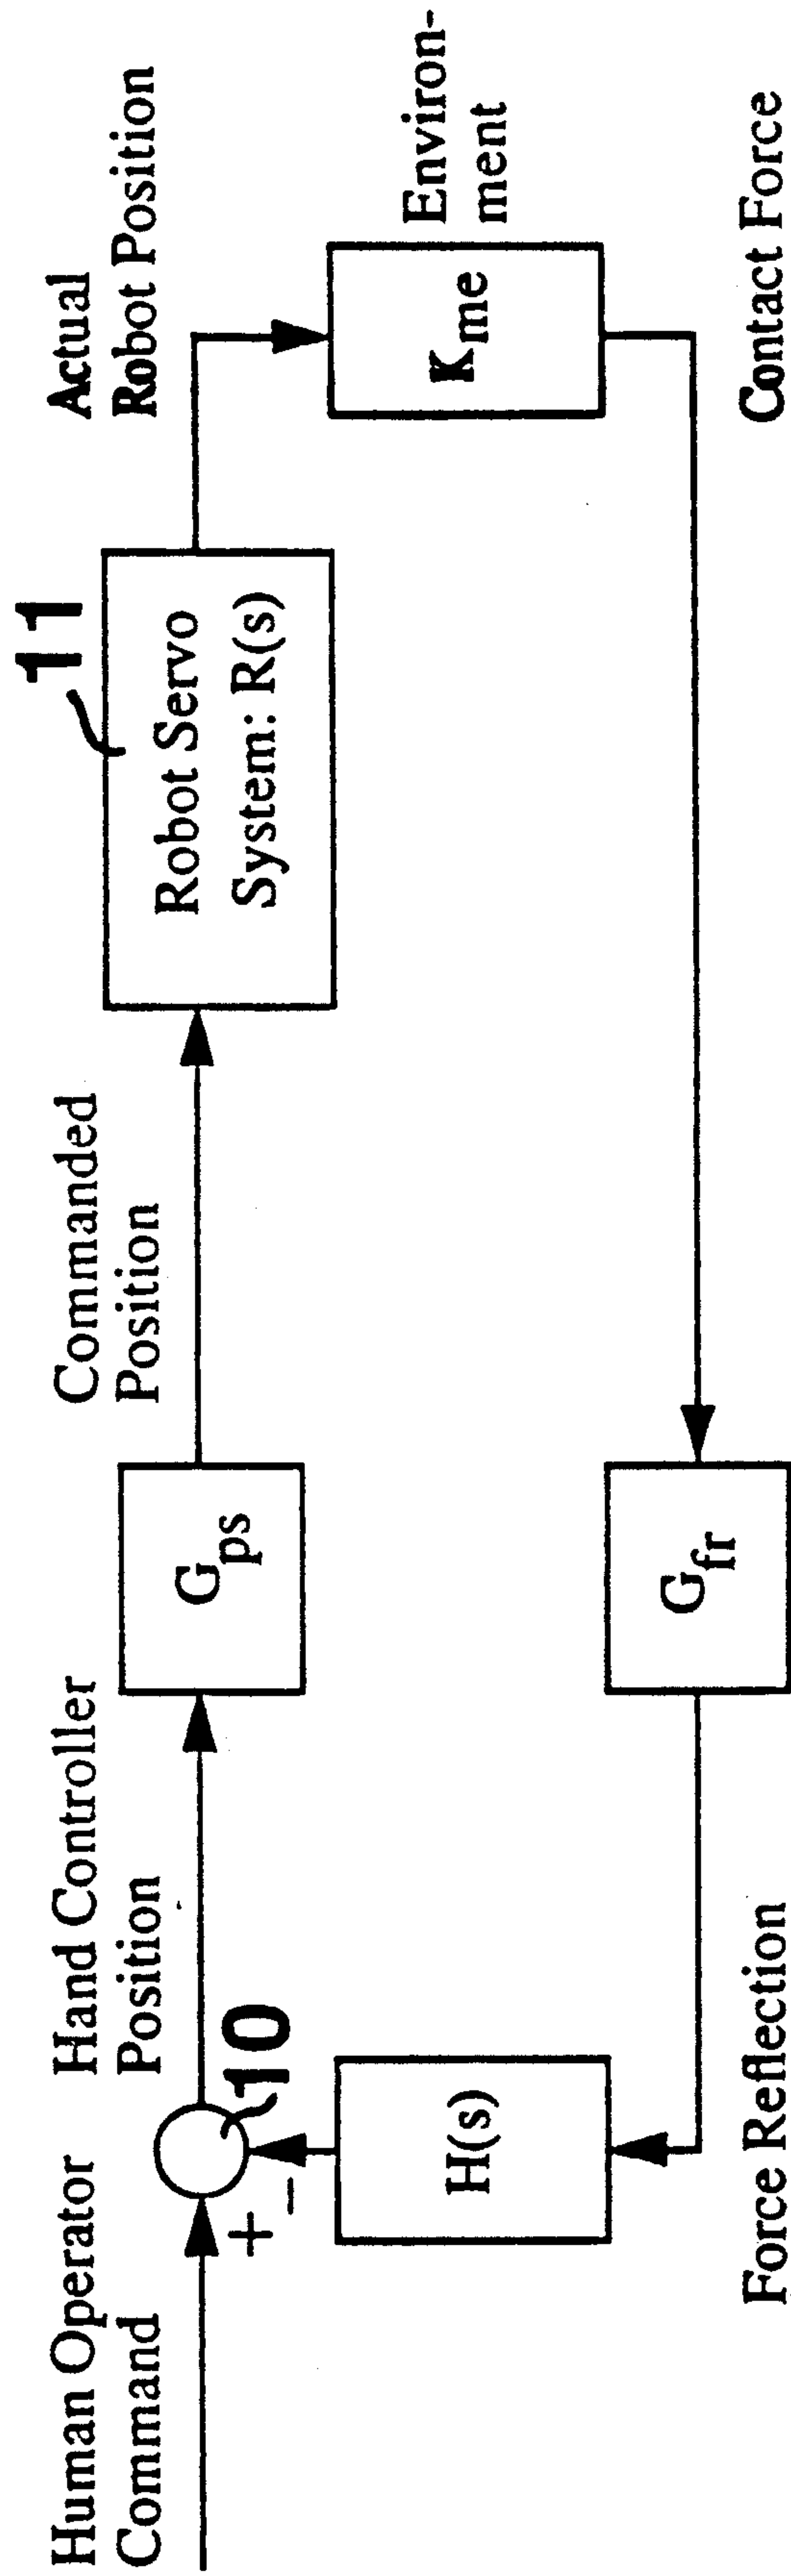 Human Operator
Command
+
−
10
Hand Controller
Position
G_ps
Commanded
Position
11
Robot Servo
System: R(s)
Actual
Robot Position
K_me
Environ-
ment
Contact Force
G_fr
Force Reflection
H(s)